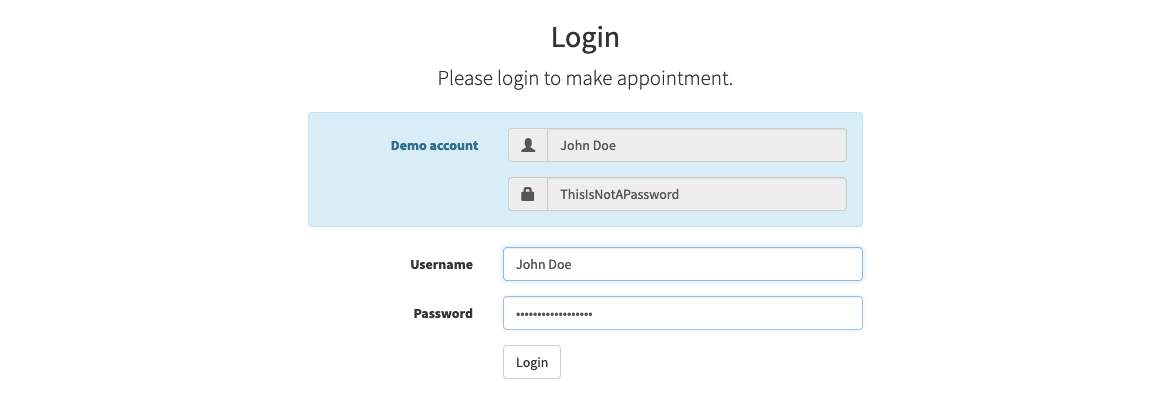 Login
Please login to make appointment.
Demo account John Doe
ThisIsNotAPassword
Username John Doe
Password ••••••••••••••••••
Login